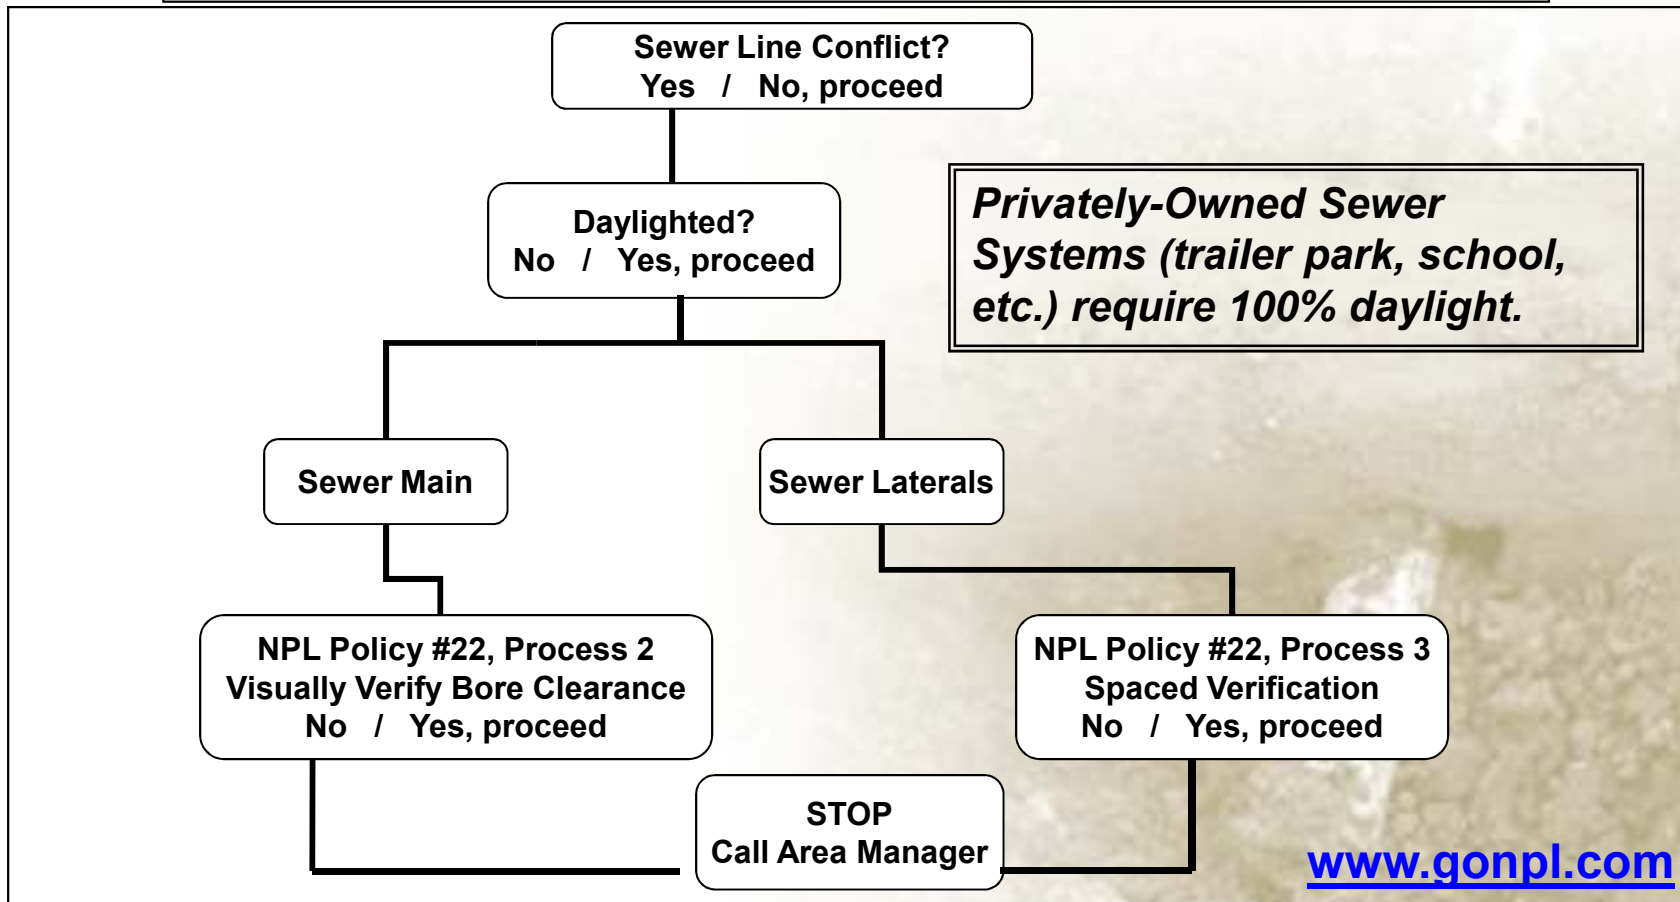 Sewer Line Conflict?
Yes / No, proceed
Daylighted?
No / Yes, proceed
Privately-Owned Sewer
Systems (trailer park, school,
etc.) require 100% daylight.
Sewer Main
Sewer Laterals
NPL Policy #22, Process 2
Visually Verify Bore Clearance
No / Yes, proceed
NPL Policy #22, Process 3
Spaced Verification
No / Yes, proceed
STOP
Call Area Manager
www.gonpl.com